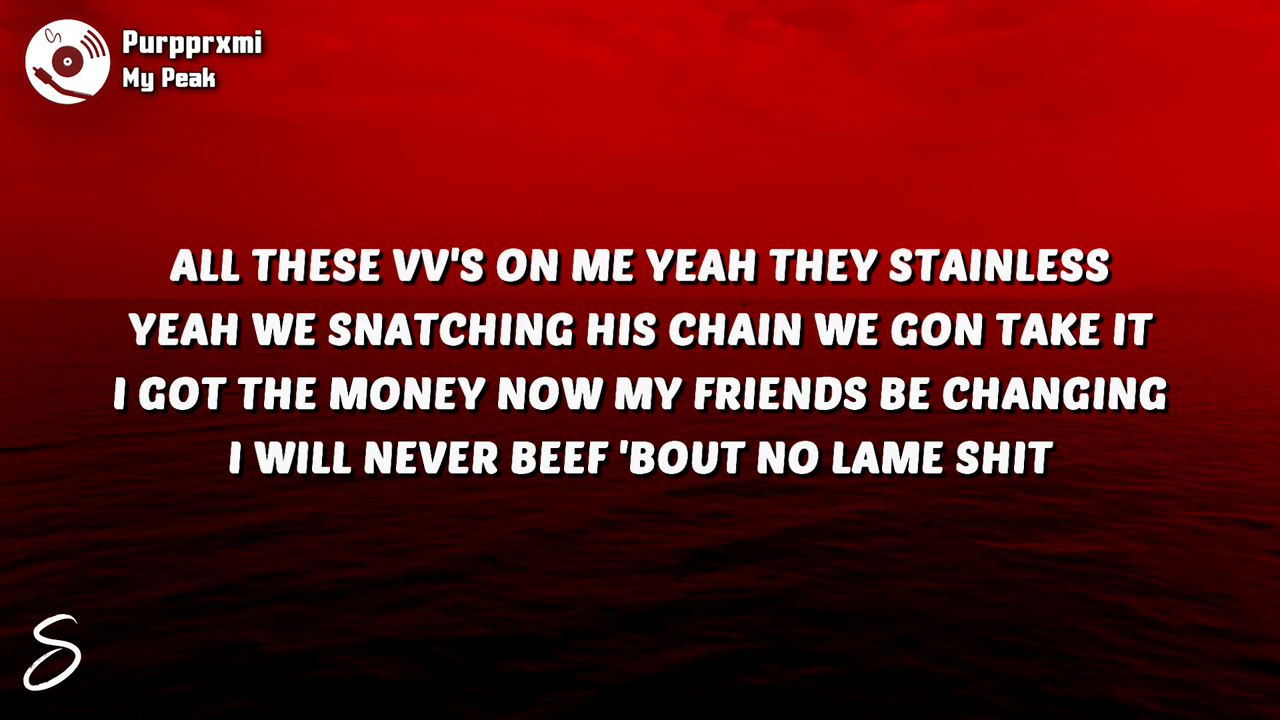 Purpprxmi
My Peak
ALL THESE VV'S ON ME YEAH THEY STAINLESS
YEAH WE SNATCHING HIS CHAIN WE GON TAKE IT
I GOT THE MONEY NOW MY FRIENDS BE CHANGING
I WILL NEVER BEEF 'BOUT NO LAME SHIT
S